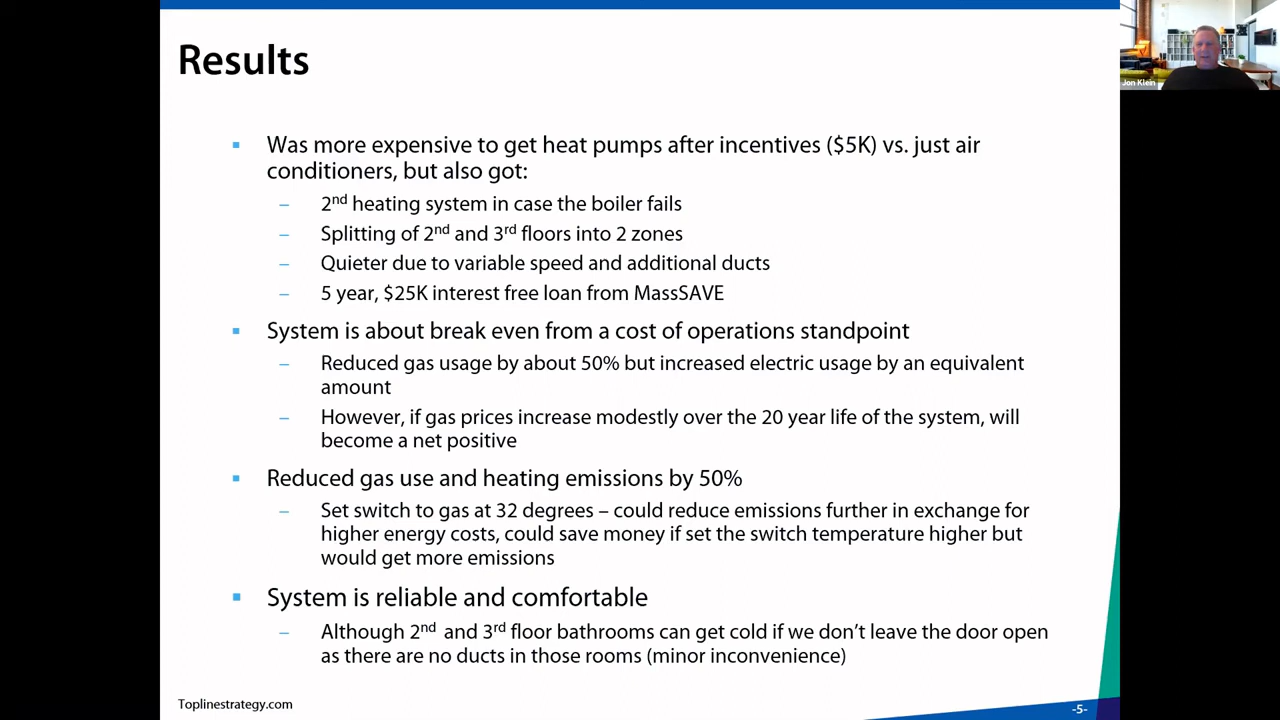 Results
Was more expensive to get heat pumps after incentives ($5K) vs. just air
conditioners, but also got:
2nd heating system in case the boiler fails
Splitting of 2nd and 3rd floors into 2 zones
Quieter due to variable speed and additional ducts
5 year, $25K interest free loan from MassSAVE
System is about break even from a cost of operations standpoint
Reduced gas usage by about 50% but increased electric usage by an equivalent
amount
However, if gas prices increase modestly over the 20 year life of the system, will
become a net positive
Reduced gas use and heating emissions by 50%
Set switch to gas at 32 degrees – could reduce emissions further in exchange for
higher energy costs, could save money if set the switch temperature higher but
would get more emissions
System is reliable and comfortable
Although 2nd and 3rd floor bathrooms can get cold if we don’t leave the door open
as there are no ducts in those rooms (minor inconvenience)
Toplinestrategy.com
-5-
Jon Klein